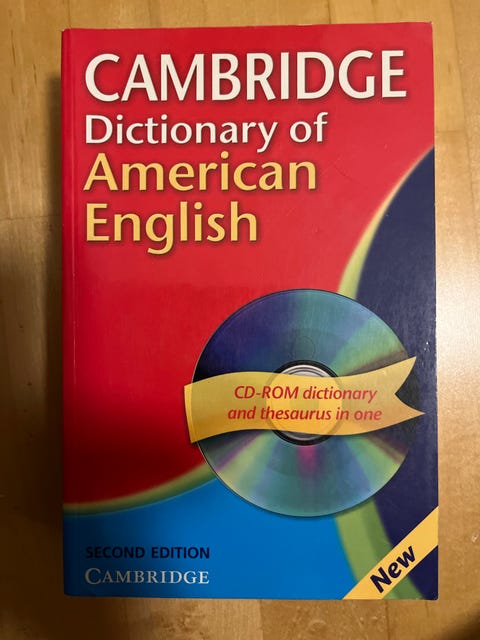 CAMBRIDGE
Dictionary of
American
English
CD-ROM dictionary
and thesaurus in one
SECOND EDITION
CAMBRIDGE
New